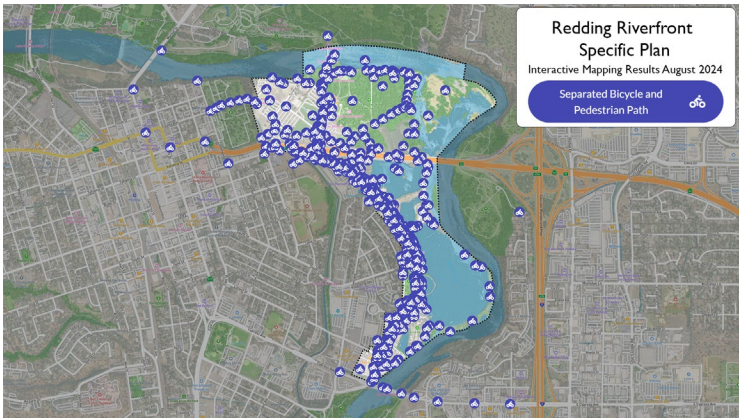 Redding Riverfront
Specific Plan
Interactive Mapping Results August 2024
Separated Bicycle and
Pedestrian Path